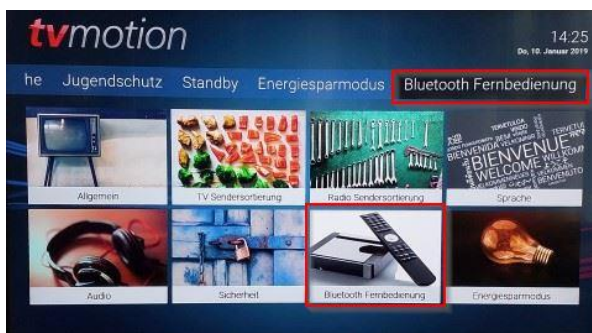 tvmotion
14:25
Do, 10. Januar 2019
he Jugendschutz Standby Energiesparmodus Bluetooth Fernbedienung
Allgemein TV Sendersortierung Radio Sendersortierung Sprache
BIENVENUE
WELCOME
Audio Sicherheit Bluetooth Fernbedienung Energiesparmodus